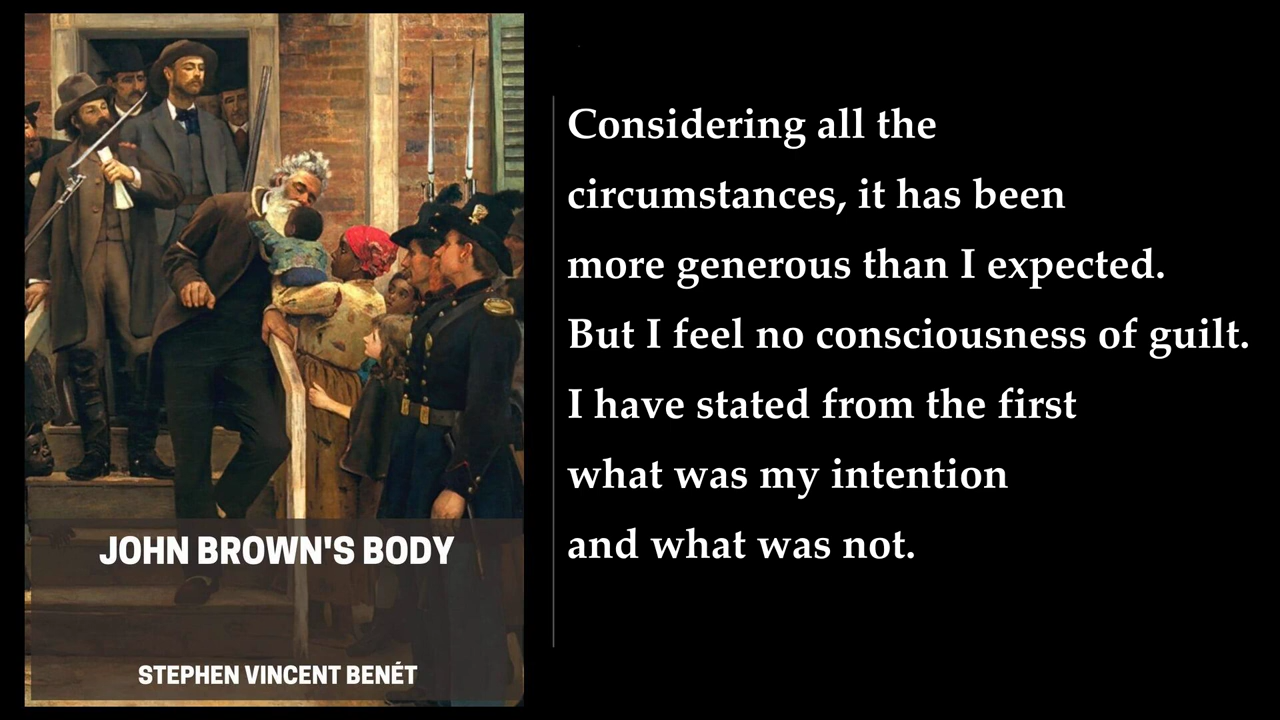 JOHN BROWN'S BODY
STEPHEN VINCENT BENÉT
Considering all the
circumstances, it has been
more generous than I expected.
But I feel no consciousness of guilt.
I have stated from the first
what was my intention
and what was not.